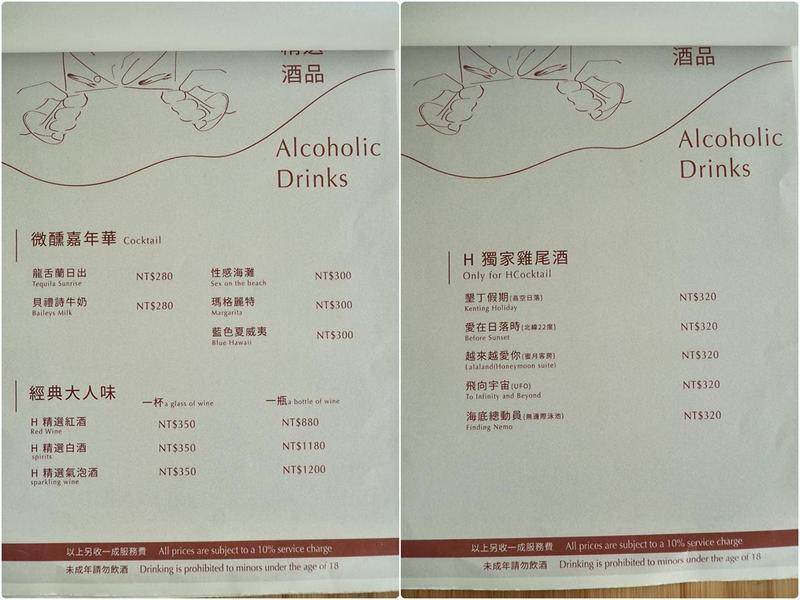 精選
酒品
Alcoholic
Drinks
微醺嘉年華 Cocktail
龍舌蘭日出 NT$280
Tequila Sunrise
貝禮詩牛奶 NT$280
Baileys Milk
性感海灘 NT$300
Sex on the beach
瑪格麗特 NT$300
Margarita
藍色夏威夷 NT$300
Blue Hawaii
經典大人味 一杯 a glass of wine 一瓶 a bottle of wine
H 精選紅酒 NT$350 NT$880
Red Wine
H 精選白酒 NT$350 NT$1180
spirits
H 精選氣泡酒 NT$350 NT$1200
sparkling wine
以上另收一成服務費 All prices are subject to a 10% service charge
未成年請勿飲酒 Drinking is prohibited to minors under the age of 18
酒品
Alcoholic
Drinks
H 獨家雞尾酒
Only for HCocktail
墾丁假期(高空日落) NT$320
Kenting Holiday
愛在日落時(北緯22度) NT$320
Before Sunset
越來越愛你(蜜月客房) NT$320
Lalaland(Honeymoon suite)
飛向宇宙(UFO) NT$320
To Infinity and Beyond
海底總動員(無邊際泳池) NT$320
Finding Nemo
以上另收一成服務費 All prices are subject to a 10% service charge
未成年請勿飲酒 Drinking is prohibited to minors under the age of 18